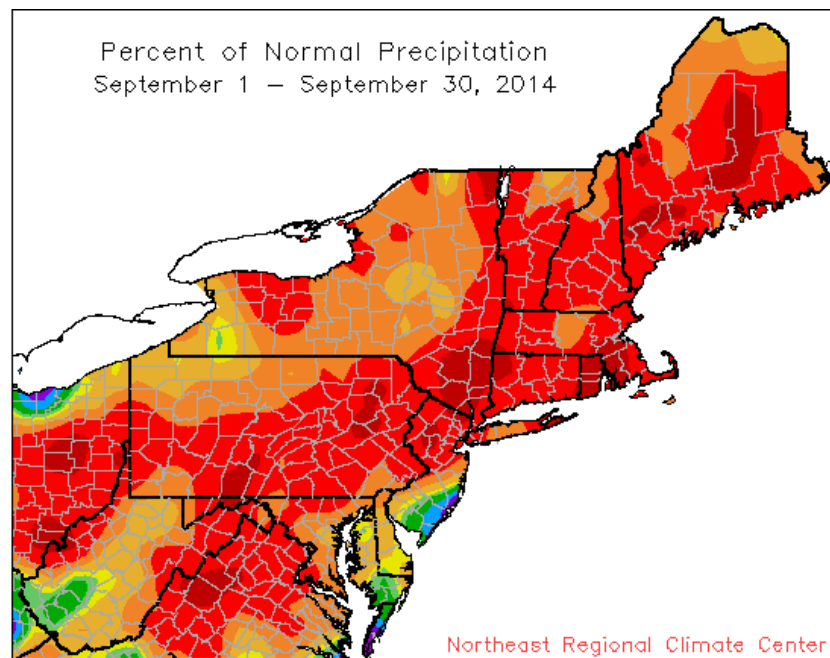 Percent of Normal Precipitation
September 1 – September 30, 2014
Northeast Regional Climate Center